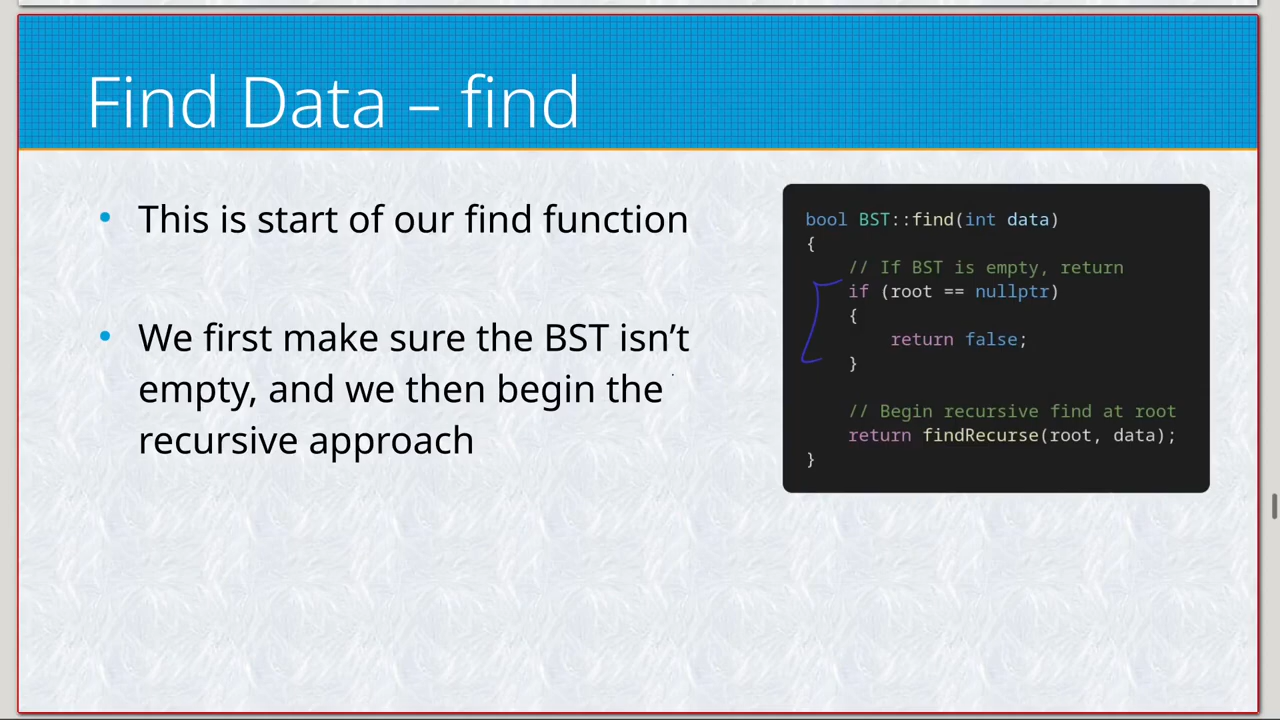 Find Data – find
• This is start of our find function
• We first make sure the BST isn’t
empty, and we then begin the
recursive approach
bool BST::find(int data)
{
    // If BST is empty, return
    if (root == nullptr)
    {
        return false;
    }

    // Begin recursive find at root
    return findRecurse(root, data);
}